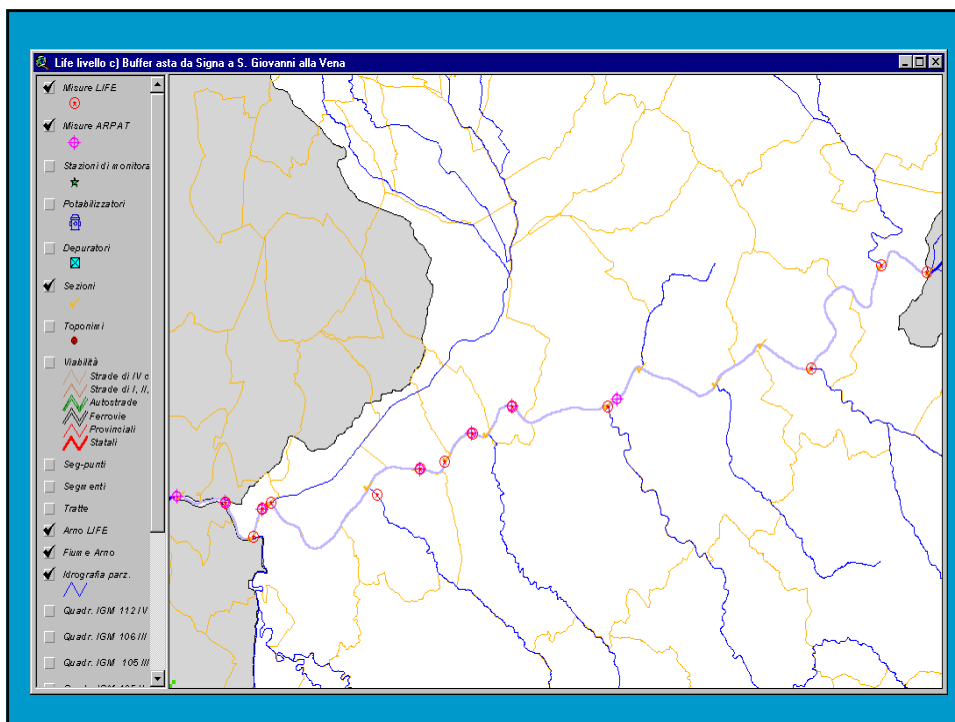 Life livello c) Buffer asta da Signa a S. Giovanni alla Vena
Misure LIFE
Misure ARPAT
Stazioni di monitora
Potabilizzatori
Depuratori
Sezioni
Toponimi
Viabilità
Strade di IV c
Strade di I, II,
Autostrade
Ferrovie
Provinciali
Statali
Seg-punti
Segmenti
Tratte
Arno LIFE
Fiume Arno
Idrografia parz.
Quadr. IGM 112 IV
Quadr. IGM 106 III
Quadr. IGM 105 III